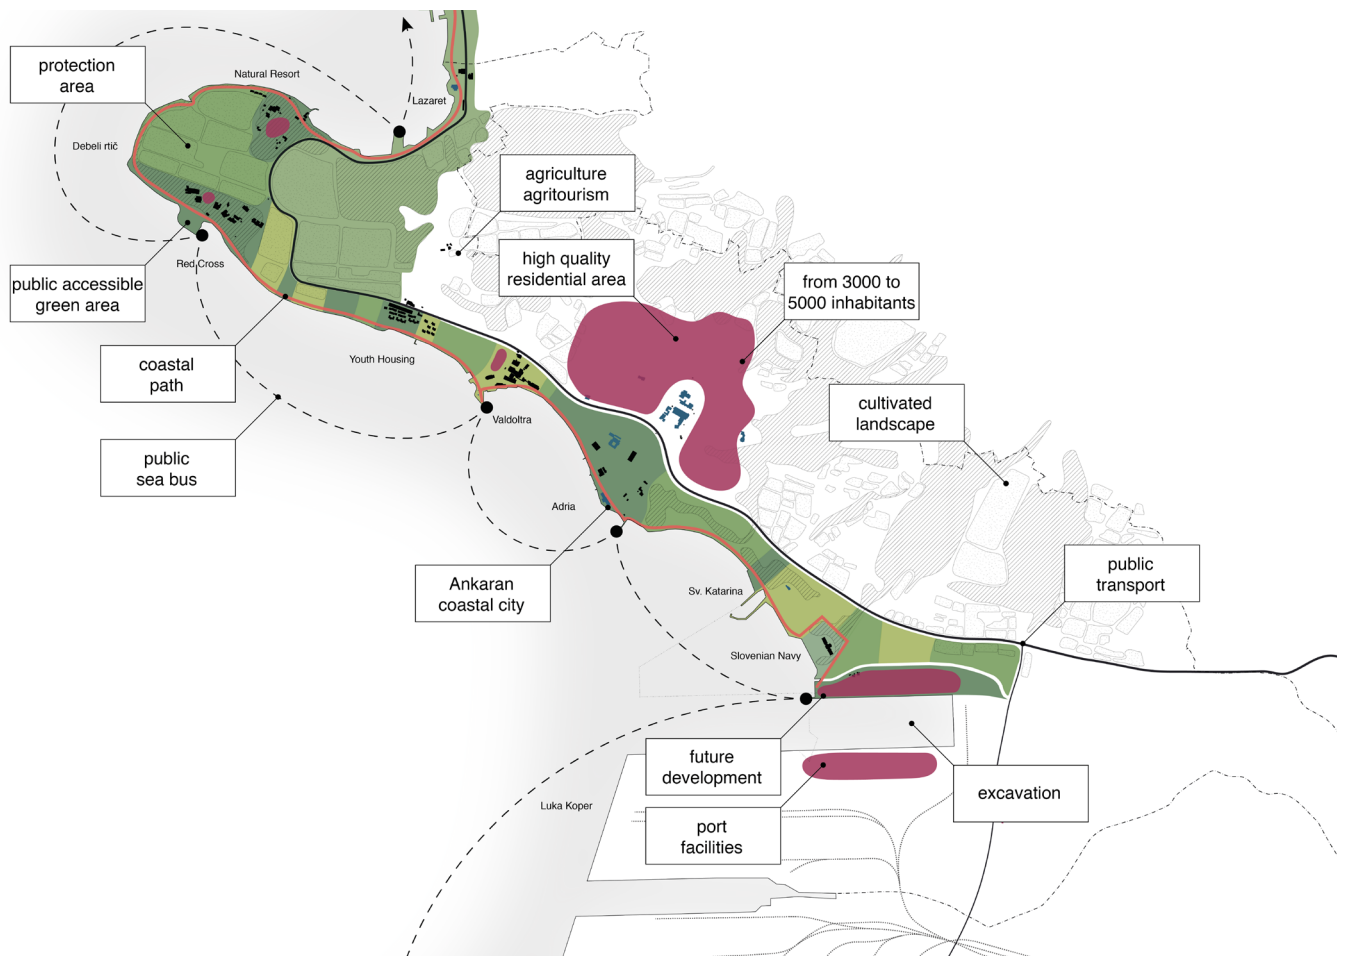 protection
area
Natural Resort
Lazaret
Debeli rtič
agriculture
agritourism
high quality
residential area
from 3000 to
5000 inhabitants
public accessible
green area
Red Cross
coastal
path
Youth Housing
cultivated
landscape
Valdoltra
public
sea bus
Adria
Ankaran
coastal city
public
transport
Sv. Katarina
Slovenian Navy
future
development
excavation
Luka Koper
port
facilities